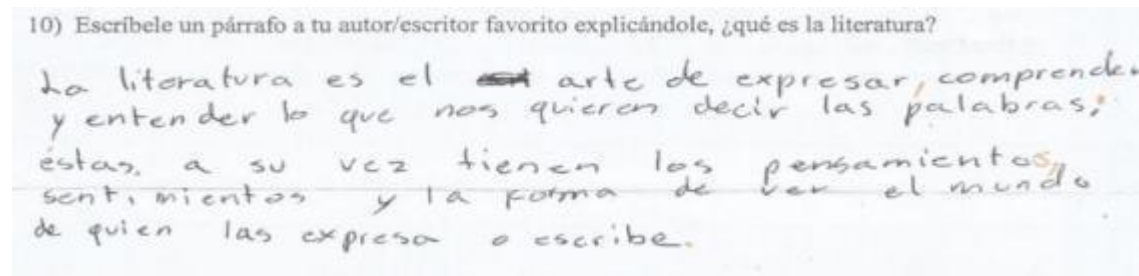 10) Escríbele un párrafo a tu autor/escritor favorito explicándole, ¿qué es la literatura?
La literatura es el arte de expresar, comprender
y entender lo que nos quieren decir las palabras;
éstas, a su vez tienen los pensamientos,
sentimientos y la forma de ver el mundo
de quien las expresa o escribe.